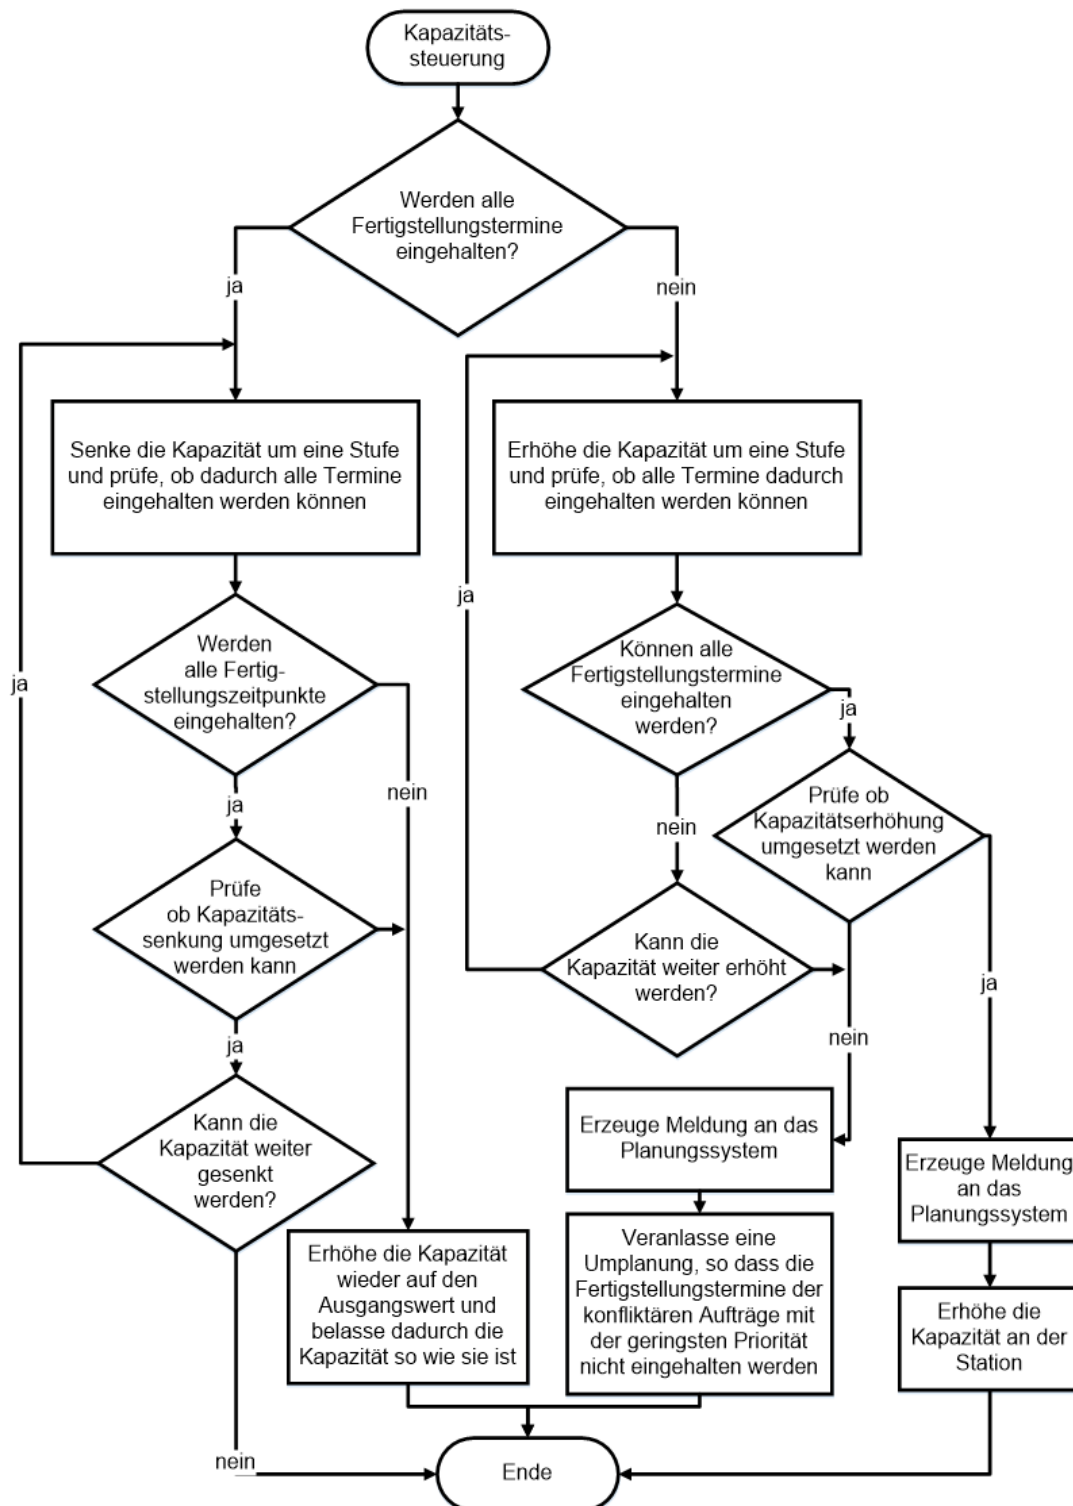 Kapazitäts-
steuerung
Werden alle
Fertigstellungstermine
eingehalten?
ja
nein
Senke die Kapazität um eine Stufe
und prüfe, ob dadurch alle Termine
eingehalten werden können
Erhöhe die Kapazität um eine Stufe
und prüfe, ob alle Termine dadurch
eingehalten werden können
ja
ja
Werden
alle Fertig-
stellungszeitpunkte
eingehalten?
ja
nein
Können alle
Fertigstellungstermine
eingehalten
werden?
ja
nein
Prüfe ob
Kapazitätserhöhung
umgesetzt werden
kann
Prüfe
ob Kapazitäts-
senkung umgesetzt
werden kann
ja
Kann die
Kapazität weiter erhöht
werden?
nein
ja
Kann die
Kapazität weiter
gesenkt
werden?
nein
Erzeuge Meldung an das
Planungssystem
Erzeuge Meldung
an das
Planungssystem
Erhöhe die Kapazität
wieder auf den
Ausgangswert und
belasse dadurch die
Kapazität so wie sie ist
Veranlasse eine
Umplanung, so dass die
Fertigstellungstermine der
konfliktären Aufträge mit
der geringsten Priorität
nicht eingehalten werden
Erhöhe die
Kapazität an der
Station
Ende